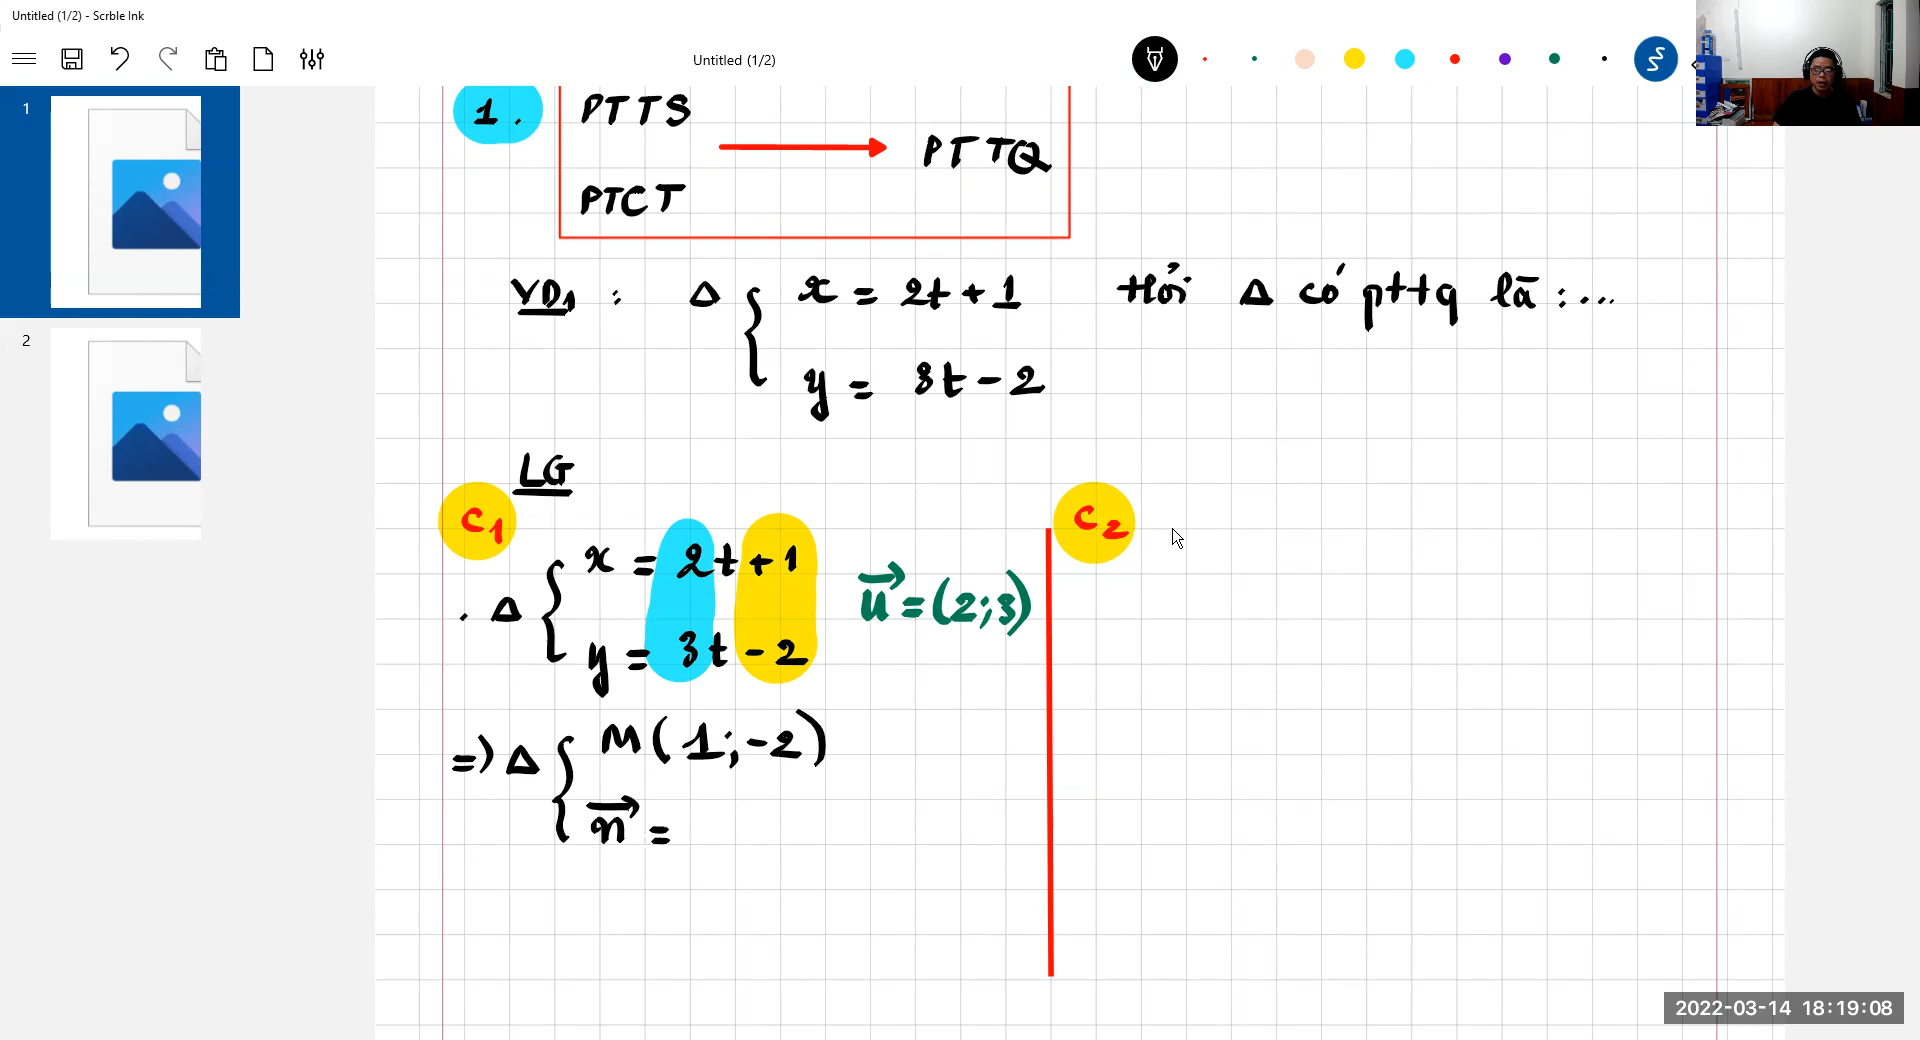 Untitled (1/2) - Scrble Ink
Untitled (1/2)
1
2
1.
PTTS
PTTQ
PTCT
VD1 : Δ { x = 2t + 1 Hỏi Δ có pttq là : ...
y = 3t - 2
LG
C1
. Δ { x = 2t + 1
y = 3t - 2
u = (2;3)
=) Δ { M (1; -2)
n =
C2
2022-03-14 18:19:08